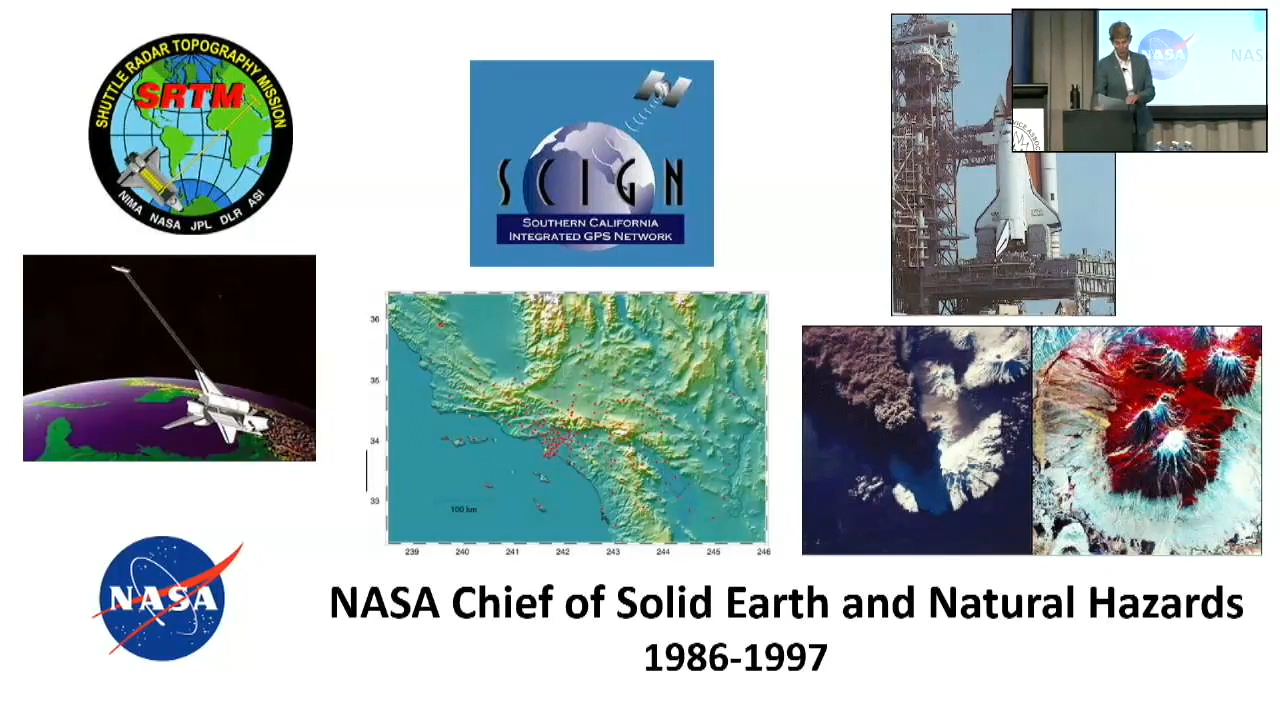 SHUTTLE RADAR TOPOGRAPHY MISSION
SRTM
NIMA NASA JPL DLR ASI
SCIGN
SOUTHERN CALIFORNIA
INTEGRATED GPS NETWORK
NASA
NAS
36
35
34
33
100 km
239 240 241 242 243 244 245 246
NASA
NASA Chief of Solid Earth and Natural Hazards
1986-1997